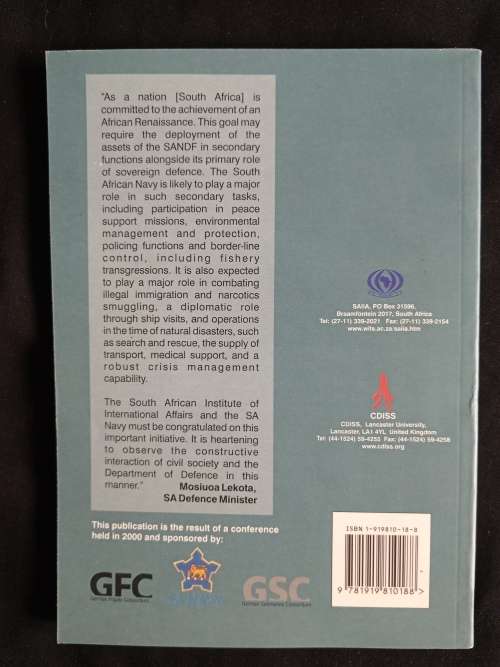 "As a nation [South Africa] is
committed to the achievement of an
African Renaissance. This goal may
require the deployment of the
assets of the SANDF in secondary
functions alongside its primary role
of sovereign defence. The South
African Navy is likely to play a major
role in such secondary tasks,
including participation in peace
support missions, environmental
management and protection,
policing functions and border-line
control, including fishery
transgressions. It is also expected
to play a major role in combating
illegal immigration and narcotics
smuggling, a diplomatic role
through ship visits, and operations
in the time of natural disasters, such
as search and rescue, the supply of
transport, medical support, and a
robust crisis management
capability.
The South African Institute of
International Affairs and the SA
Navy must be congratulated on this
important initiative. It is heartening
to observe the constructive
interaction of civil society and the
Department of Defence in this
manner."
Mosiuoa Lekota,
SA Defence Minister
This publication is the result of a conference
held in 2000 and sponsored by:
GFC
German Frigate Consortium
GSC
German Submarine Consortium
SAIIA, PO Box 31596,
Braamfontein 2017, South Africa
Tel: (27-11) 339-2021 Fax: (27-11) 339-2154
www.wits.ac.za/saiia.htm
CDISS
CDISS, Lancaster University,
Lancaster, LA1 4YL United Kingdom
Tel: (44-1524) 59-4255 Fax: (44-1524) 59-4258
www.cdiss.org
ISBN 1-919810-18-8
9 781919 810188 >